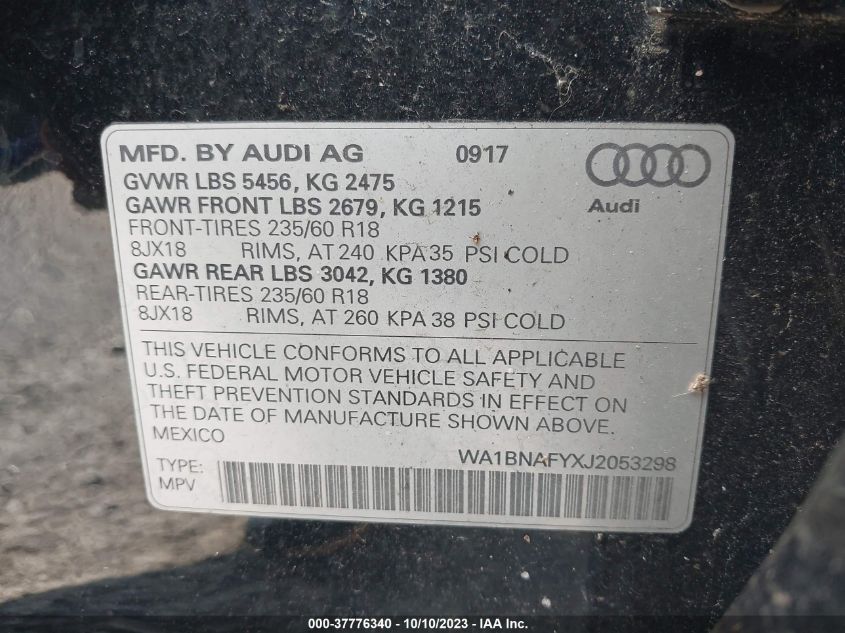 MFD. BY AUDI AG 0917
GVWR LBS 5456, KG 2475
GAWR FRONT LBS 2679, KG 1215
Audi
FRONT-TIRES 235/60 R18
8JX18 RIMS, AT 240 KPA 35 PSI COLD
GAWR REAR LBS 3042, KG 1380
REAR-TIRES 235/60 R18
8JX18 RIMS, AT 260 KPA 38 PSI COLD
THIS VEHICLE CONFORMS TO ALL APPLICABLE
U.S. FEDERAL MOTOR VEHICLE SAFETY AND
THEFT PREVENTION STANDARDS IN EFFECT ON
THE DATE OF MANUFACTURE SHOWN ABOVE.
MEXICO
WA1BNAFYXJ2053298
TYPE:
MPV
000-37776340 - 10/10/2023 - IAA Inc.